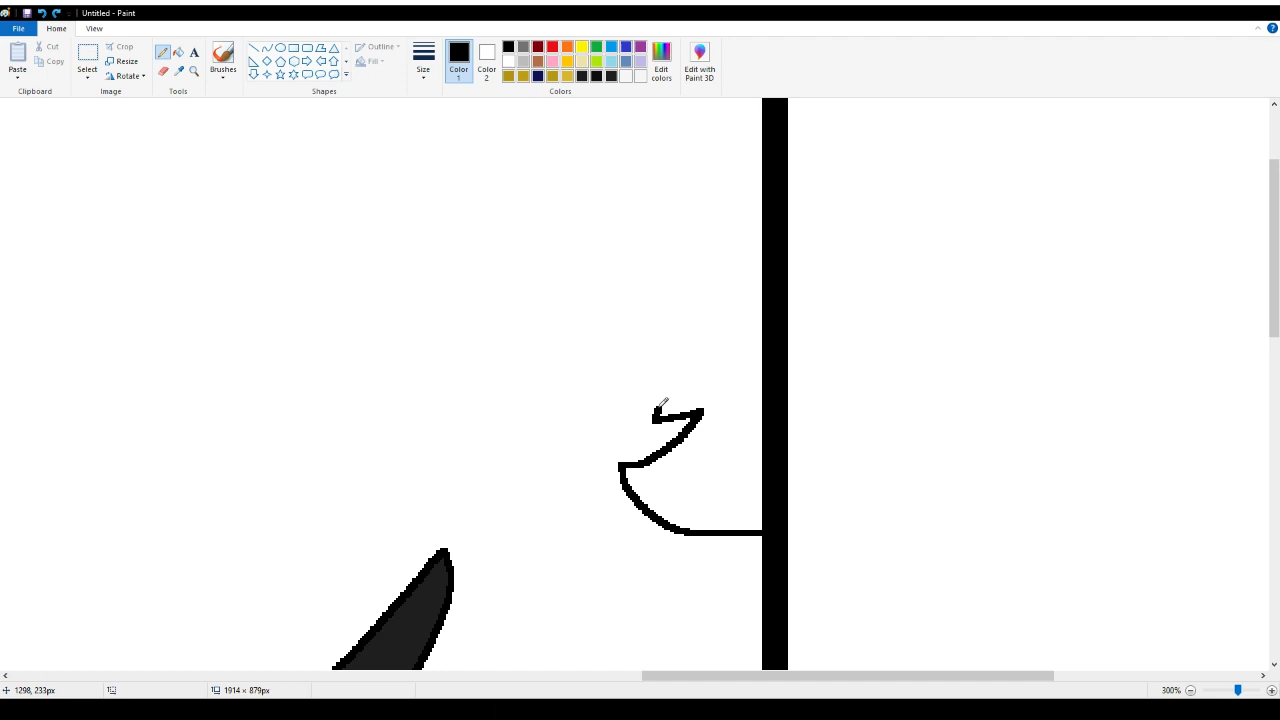 Untitled - Paint
File Home View
Paste Cut Copy Select Crop Resize Rotate A Brushes Outline Fill Size Color 1 Color 2 Edit colors Edit with Paint 3D
Clipboard Image Tools Shapes Colors
1298, 233px 1914 × 879px 300%